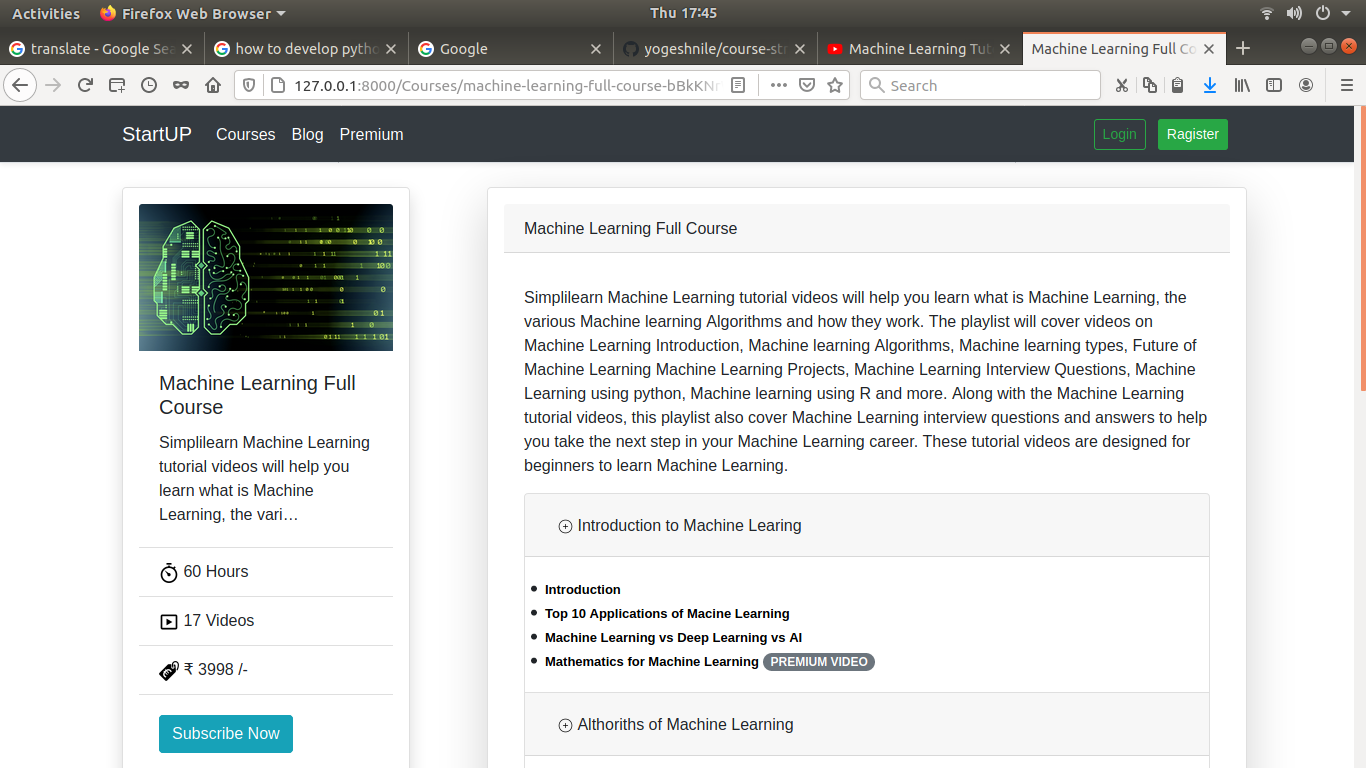 Activities Firefox Web Browser Thu 17:45
translate - Google Sea how to develop pytho Google yogeshnile/course-str Machine Learning Tut Machine Learning Full Co
127.0.0.1:8000/Courses/machine-learning-full-course-bBkKNn Search
StartUP Courses Blog Premium Login Ragister
Machine Learning Full
Course
Simplilearn Machine Learning
tutorial videos will help you
learn what is Machine
Learning, the vari…
60 Hours
17 Videos
₹ 3998 /-
Subscribe Now
Machine Learning Full Course
Simplilearn Machine Learning tutorial videos will help you learn what is Machine Learning, the
various Machine learning Algorithms and how they work. The playlist will cover videos on
Machine Learning Introduction, Machine learning Algorithms, Machine learning types, Future of
Machine Learning Machine Learning Projects, Machine Learning Interview Questions, Machine
Learning using python, Machine learning using R and more. Along with the Machine Learning
tutorial videos, this playlist also cover Machine Learning interview questions and answers to help
you take the next step in your Machine Learning career. These tutorial videos are designed for
beginners to learn Machine Learning.
Introduction to Machine Learing
Introduction
Top 10 Applications of Macine Learning
Machine Learning vs Deep Learning vs AI
Mathematics for Machine Learning PREMIUM VIDEO
Althoriths of Machine Learning